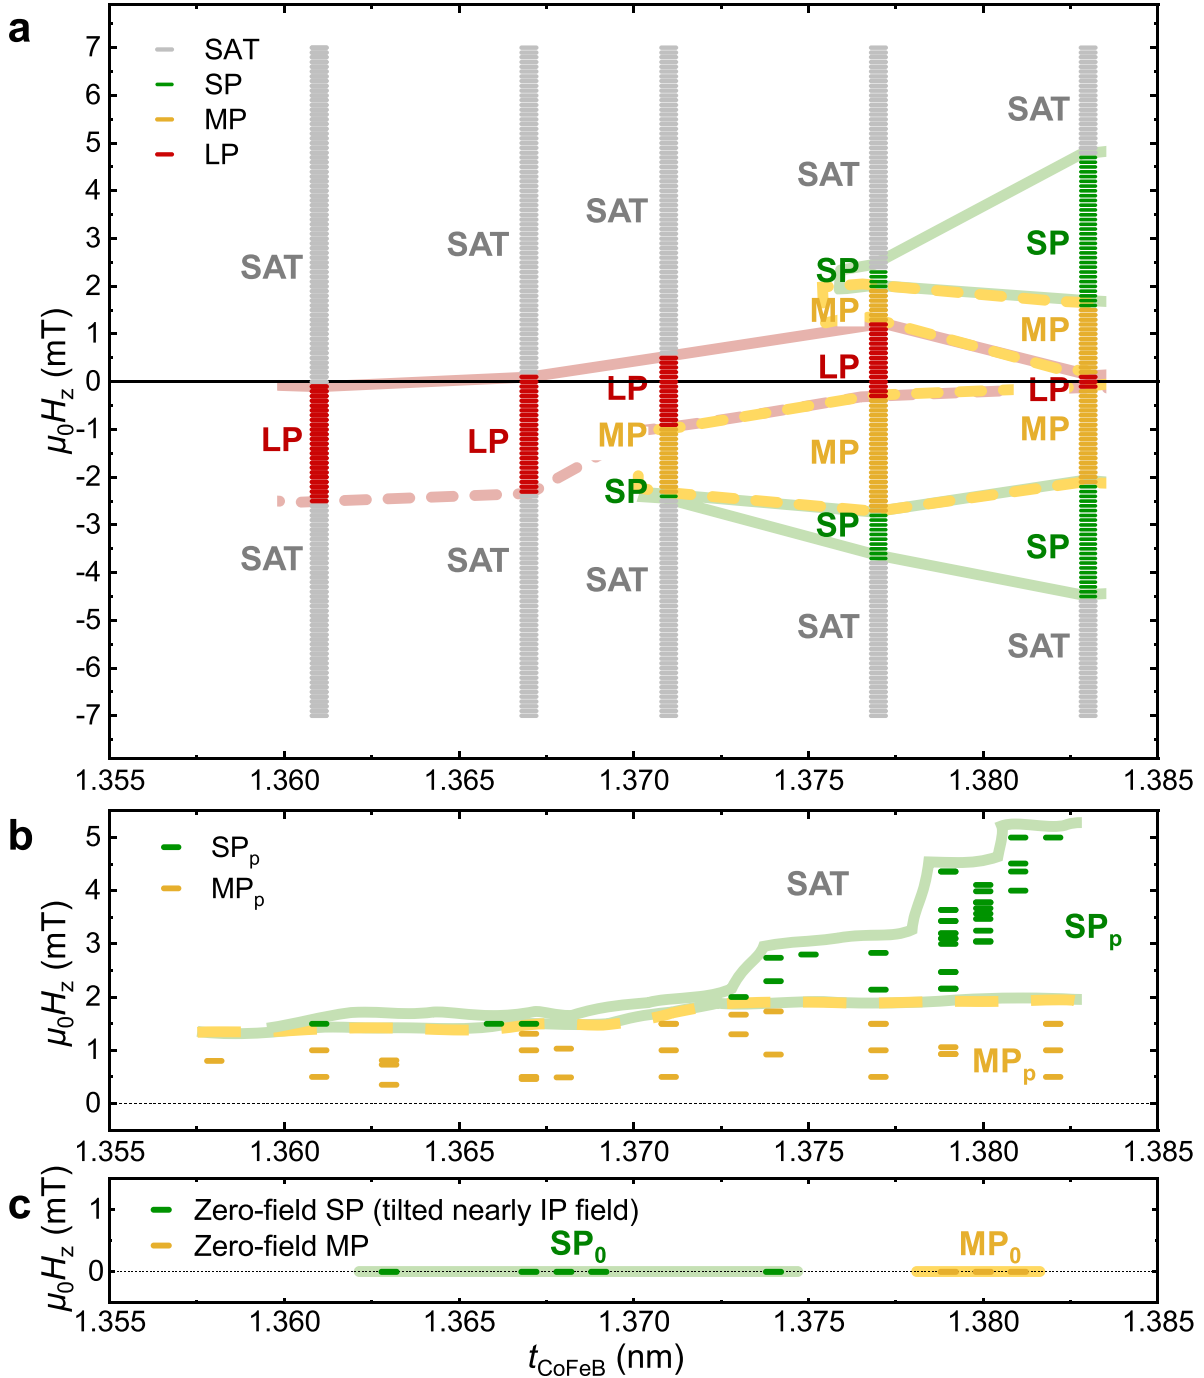 a
7
6
5
4
3
2
1
0
-1
-2
-3
-4
-5
-6
-7
μ₀Hz (mT)
SAT
SP
MP
LP
SAT
LP
SAT
SAT
LP
SAT
SAT
LP
MP
SP
SAT
SAT
SP
MP
LP
MP
SP
SAT
SAT
SP
MP
LP
MP
SP
SAT
1.355 1.360 1.365 1.370 1.375 1.380 1.385
b
5
4
3
2
1
0
μ₀Hz (mT)
SPp
MPp
SAT
SPp
MPp
1.355 1.360 1.365 1.370 1.375 1.380 1.385
c
1
0
μ₀Hz (mT)
Zero-field SP (tilted nearly IP field)
Zero-field MP
SP₀
MP₀
1.355 1.360 1.365 1.370 1.375 1.380 1.385
tCoFeB (nm)